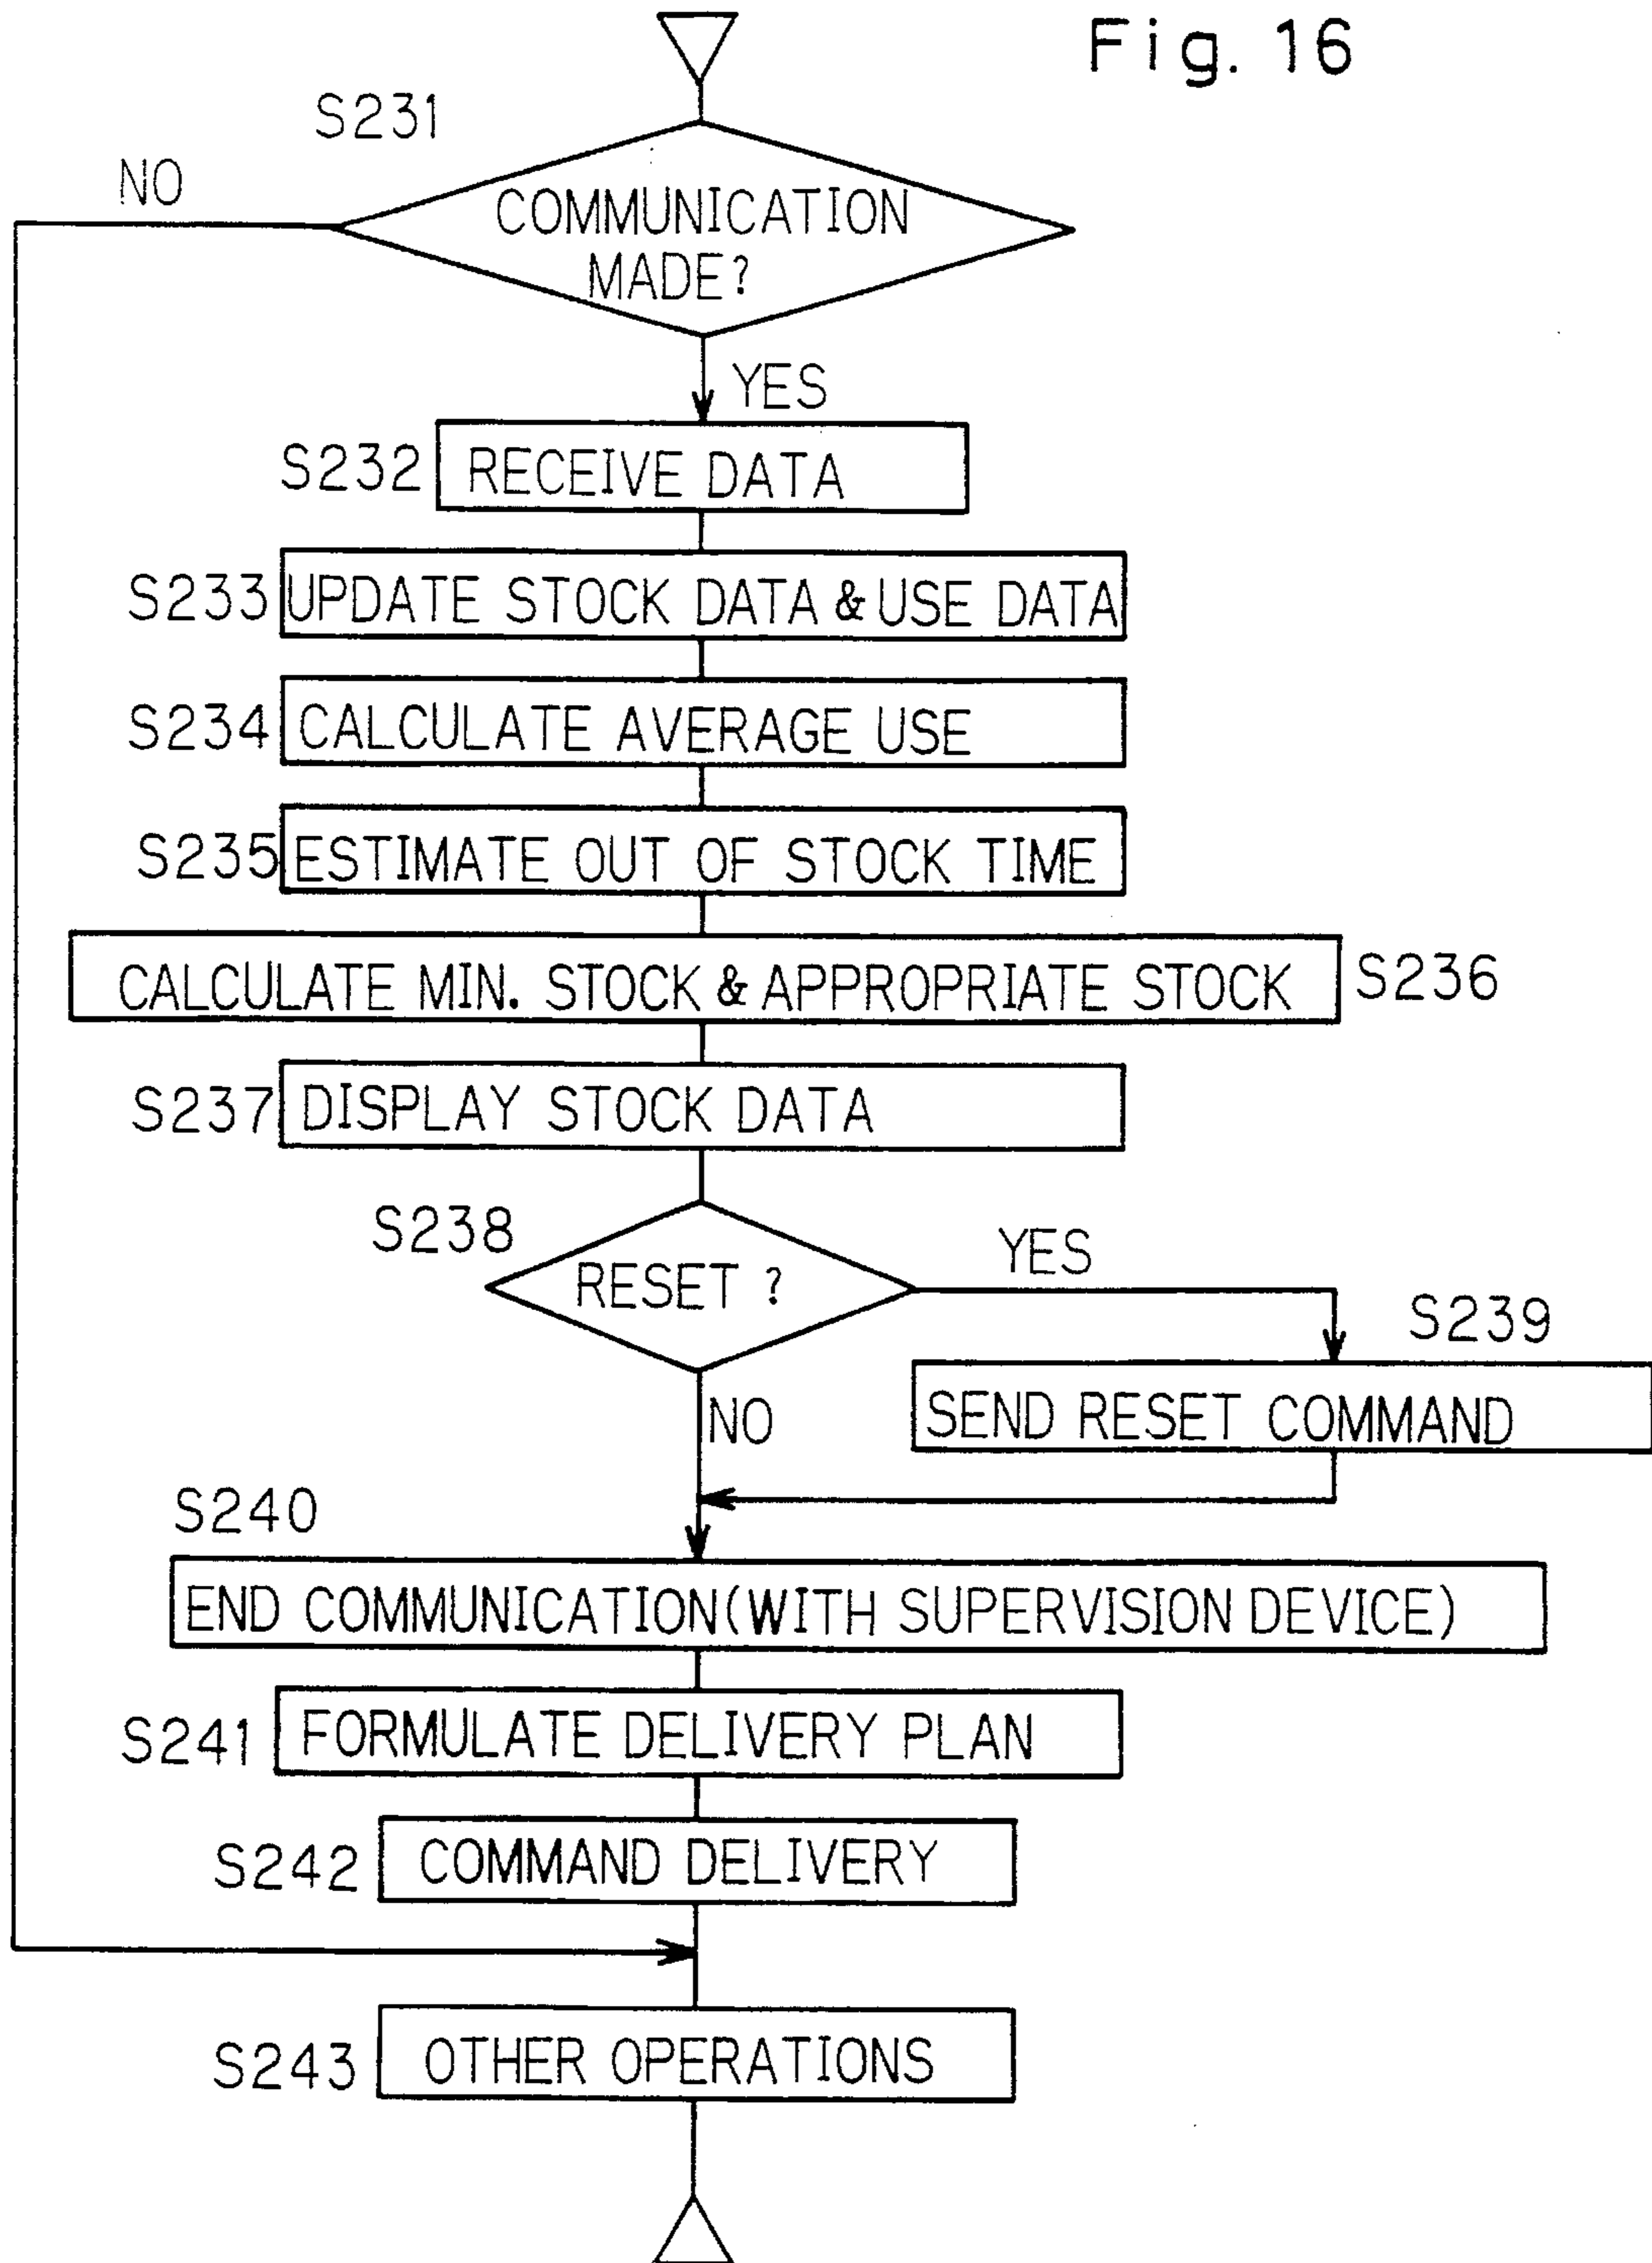 Fig. 16
S231
NO
COMMUNICATION
MADE?
YES
S232
RECEIVE DATA
S233
UPDATE STOCK DATA & USE DATA
S234
CALCULATE AVERAGE USE
S235
ESTIMATE OUT OF STOCK TIME
CALCULATE MIN. STOCK & APPROPRIATE STOCK
S236
S237
DISPLAY STOCK DATA
S238
RESET ?
YES
S239
SEND RESET COMMAND
NO
S240
END COMMUNICATION(WITH SUPERVISION DEVICE)
S241
FORMULATE DELIVERY PLAN
S242
COMMAND DELIVERY
S243
OTHER OPERATIONS